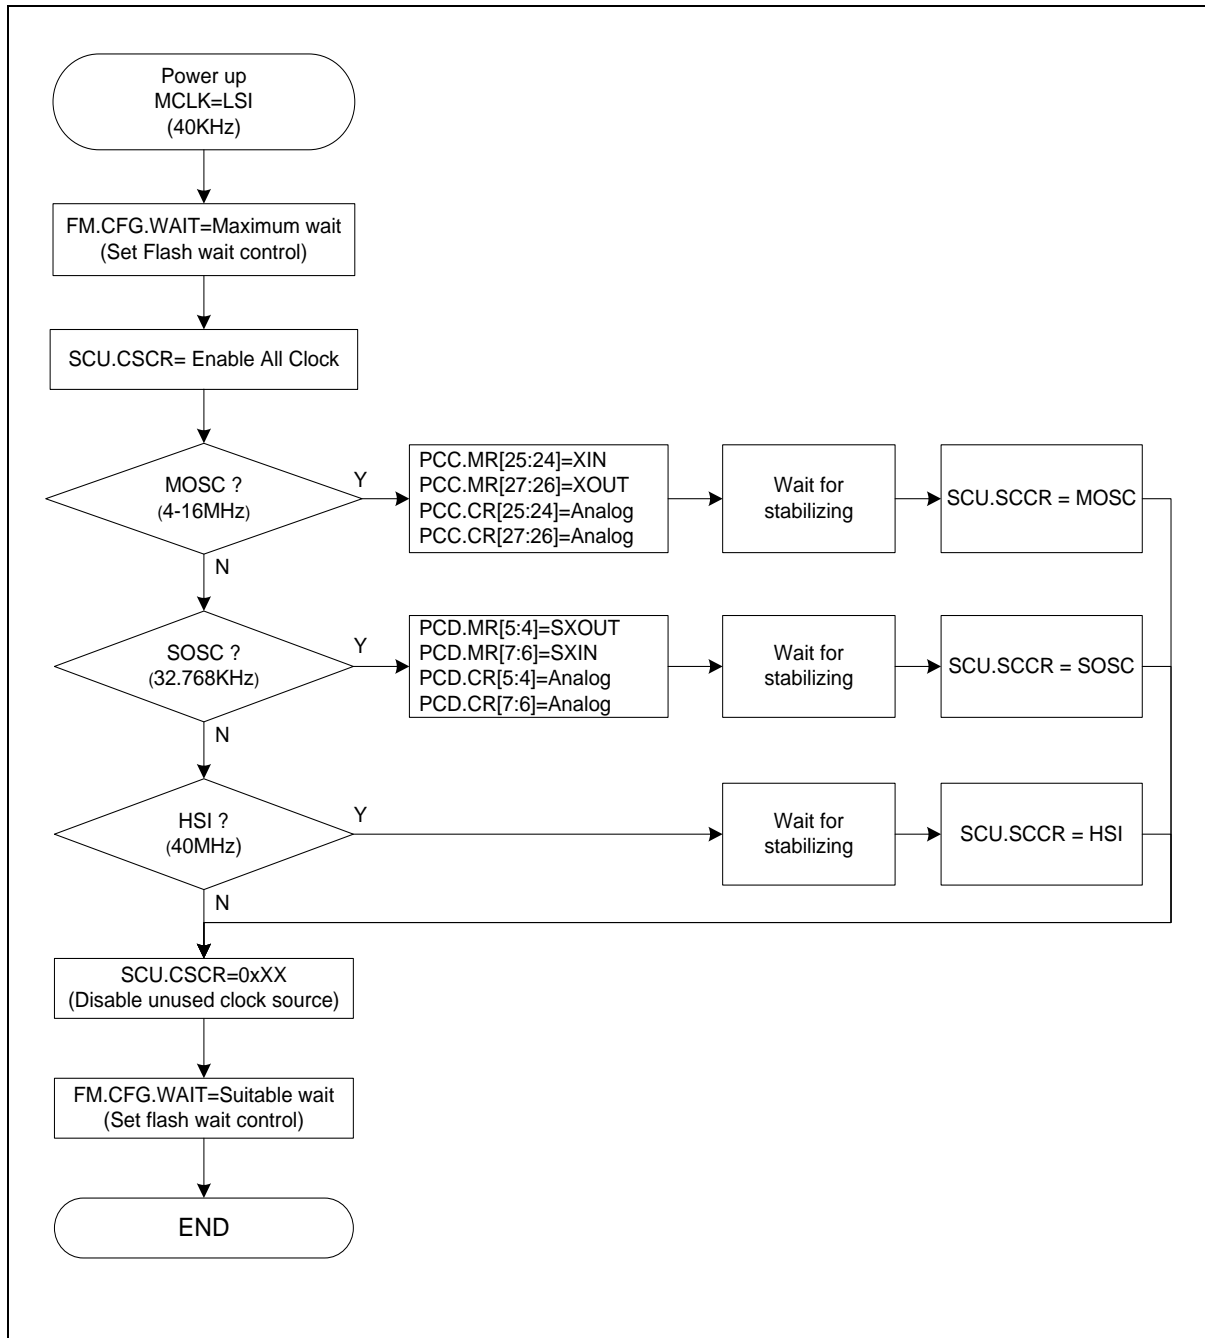 Power up
MCLK=LSI
(40KHz)
FM.CFG.WAIT=Maximum wait
(Set Flash wait control)
SCU.CSCR= Enable All Clock
MOSC ?
(4-16MHz)
Y
N
PCC.MR[25:24]=XIN
PCC.MR[27:26]=XOUT
PCC.CR[25:24]=Analog
PCC.CR[27:26]=Analog
Wait for
stabilizing
SCU.SCCR = MOSC
SOSC ?
(32.768KHz)
Y
N
PCD.MR[5:4]=SXOUT
PCD.MR[7:6]=SXIN
PCD.CR[5:4]=Analog
PCD.CR[7:6]=Analog
Wait for
stabilizing
SCU.SCCR = SOSC
HSI ?
(40MHz)
Y
N
Wait for
stabilizing
SCU.SCCR = HSI
SCU.CSCR=0xXX
(Disable unused clock source)
FM.CFG.WAIT=Suitable wait
(Set flash wait control)
END